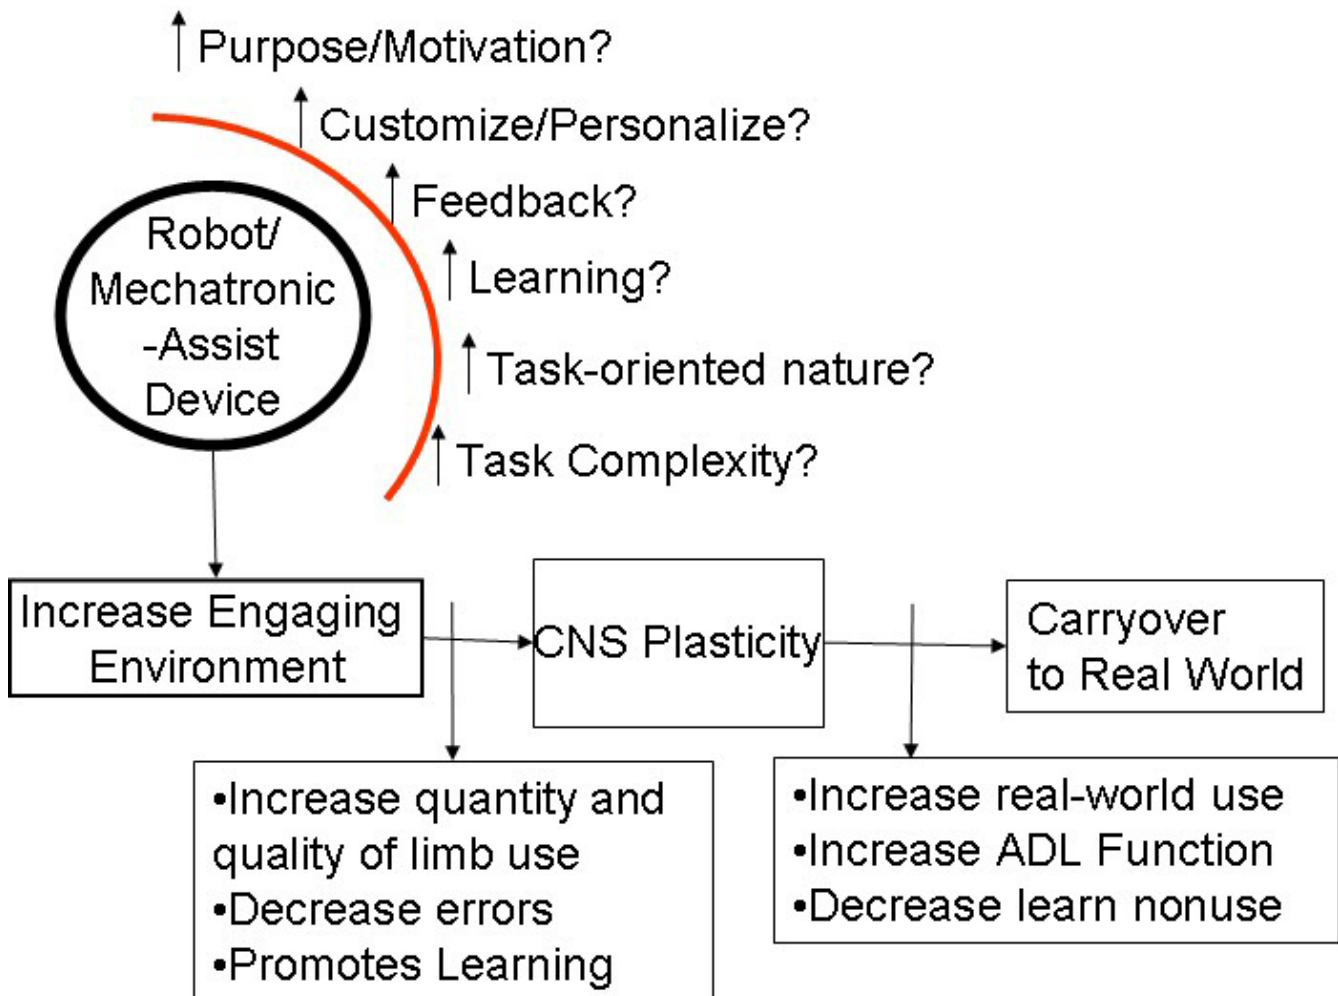 Purpose/Motivation?
Customize/Personalize?
Feedback?
Learning?
Task-oriented nature?
Task Complexity?
Robot/
Mechatronic
-Assist
Device
Increase Engaging
Environment
CNS Plasticity
Carryover
to Real World
•Increase quantity and
quality of limb use
•Decrease errors
•Promotes Learning
•Increase real-world use
•Increase ADL Function
•Decrease learn nonuse